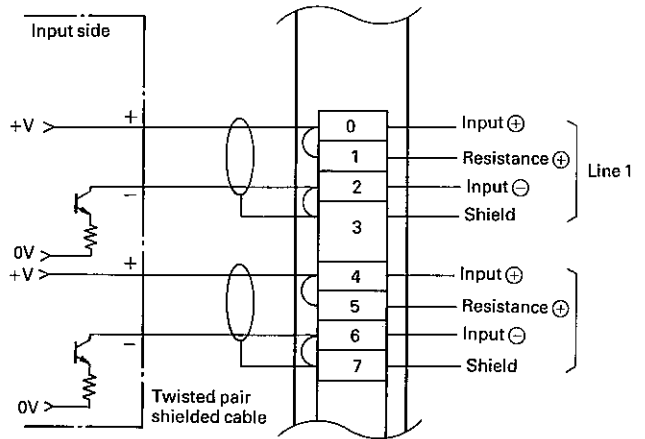 Input side
+V
+
−
0V
+V
+
−
0V
Twisted pair
shielded cable
0
1
2
3
4
5
6
7
Input ⊕
Resistance ⊕
Input ⊖
Shield
Line 1
Input ⊕
Resistance ⊕
Input ⊖
Shield